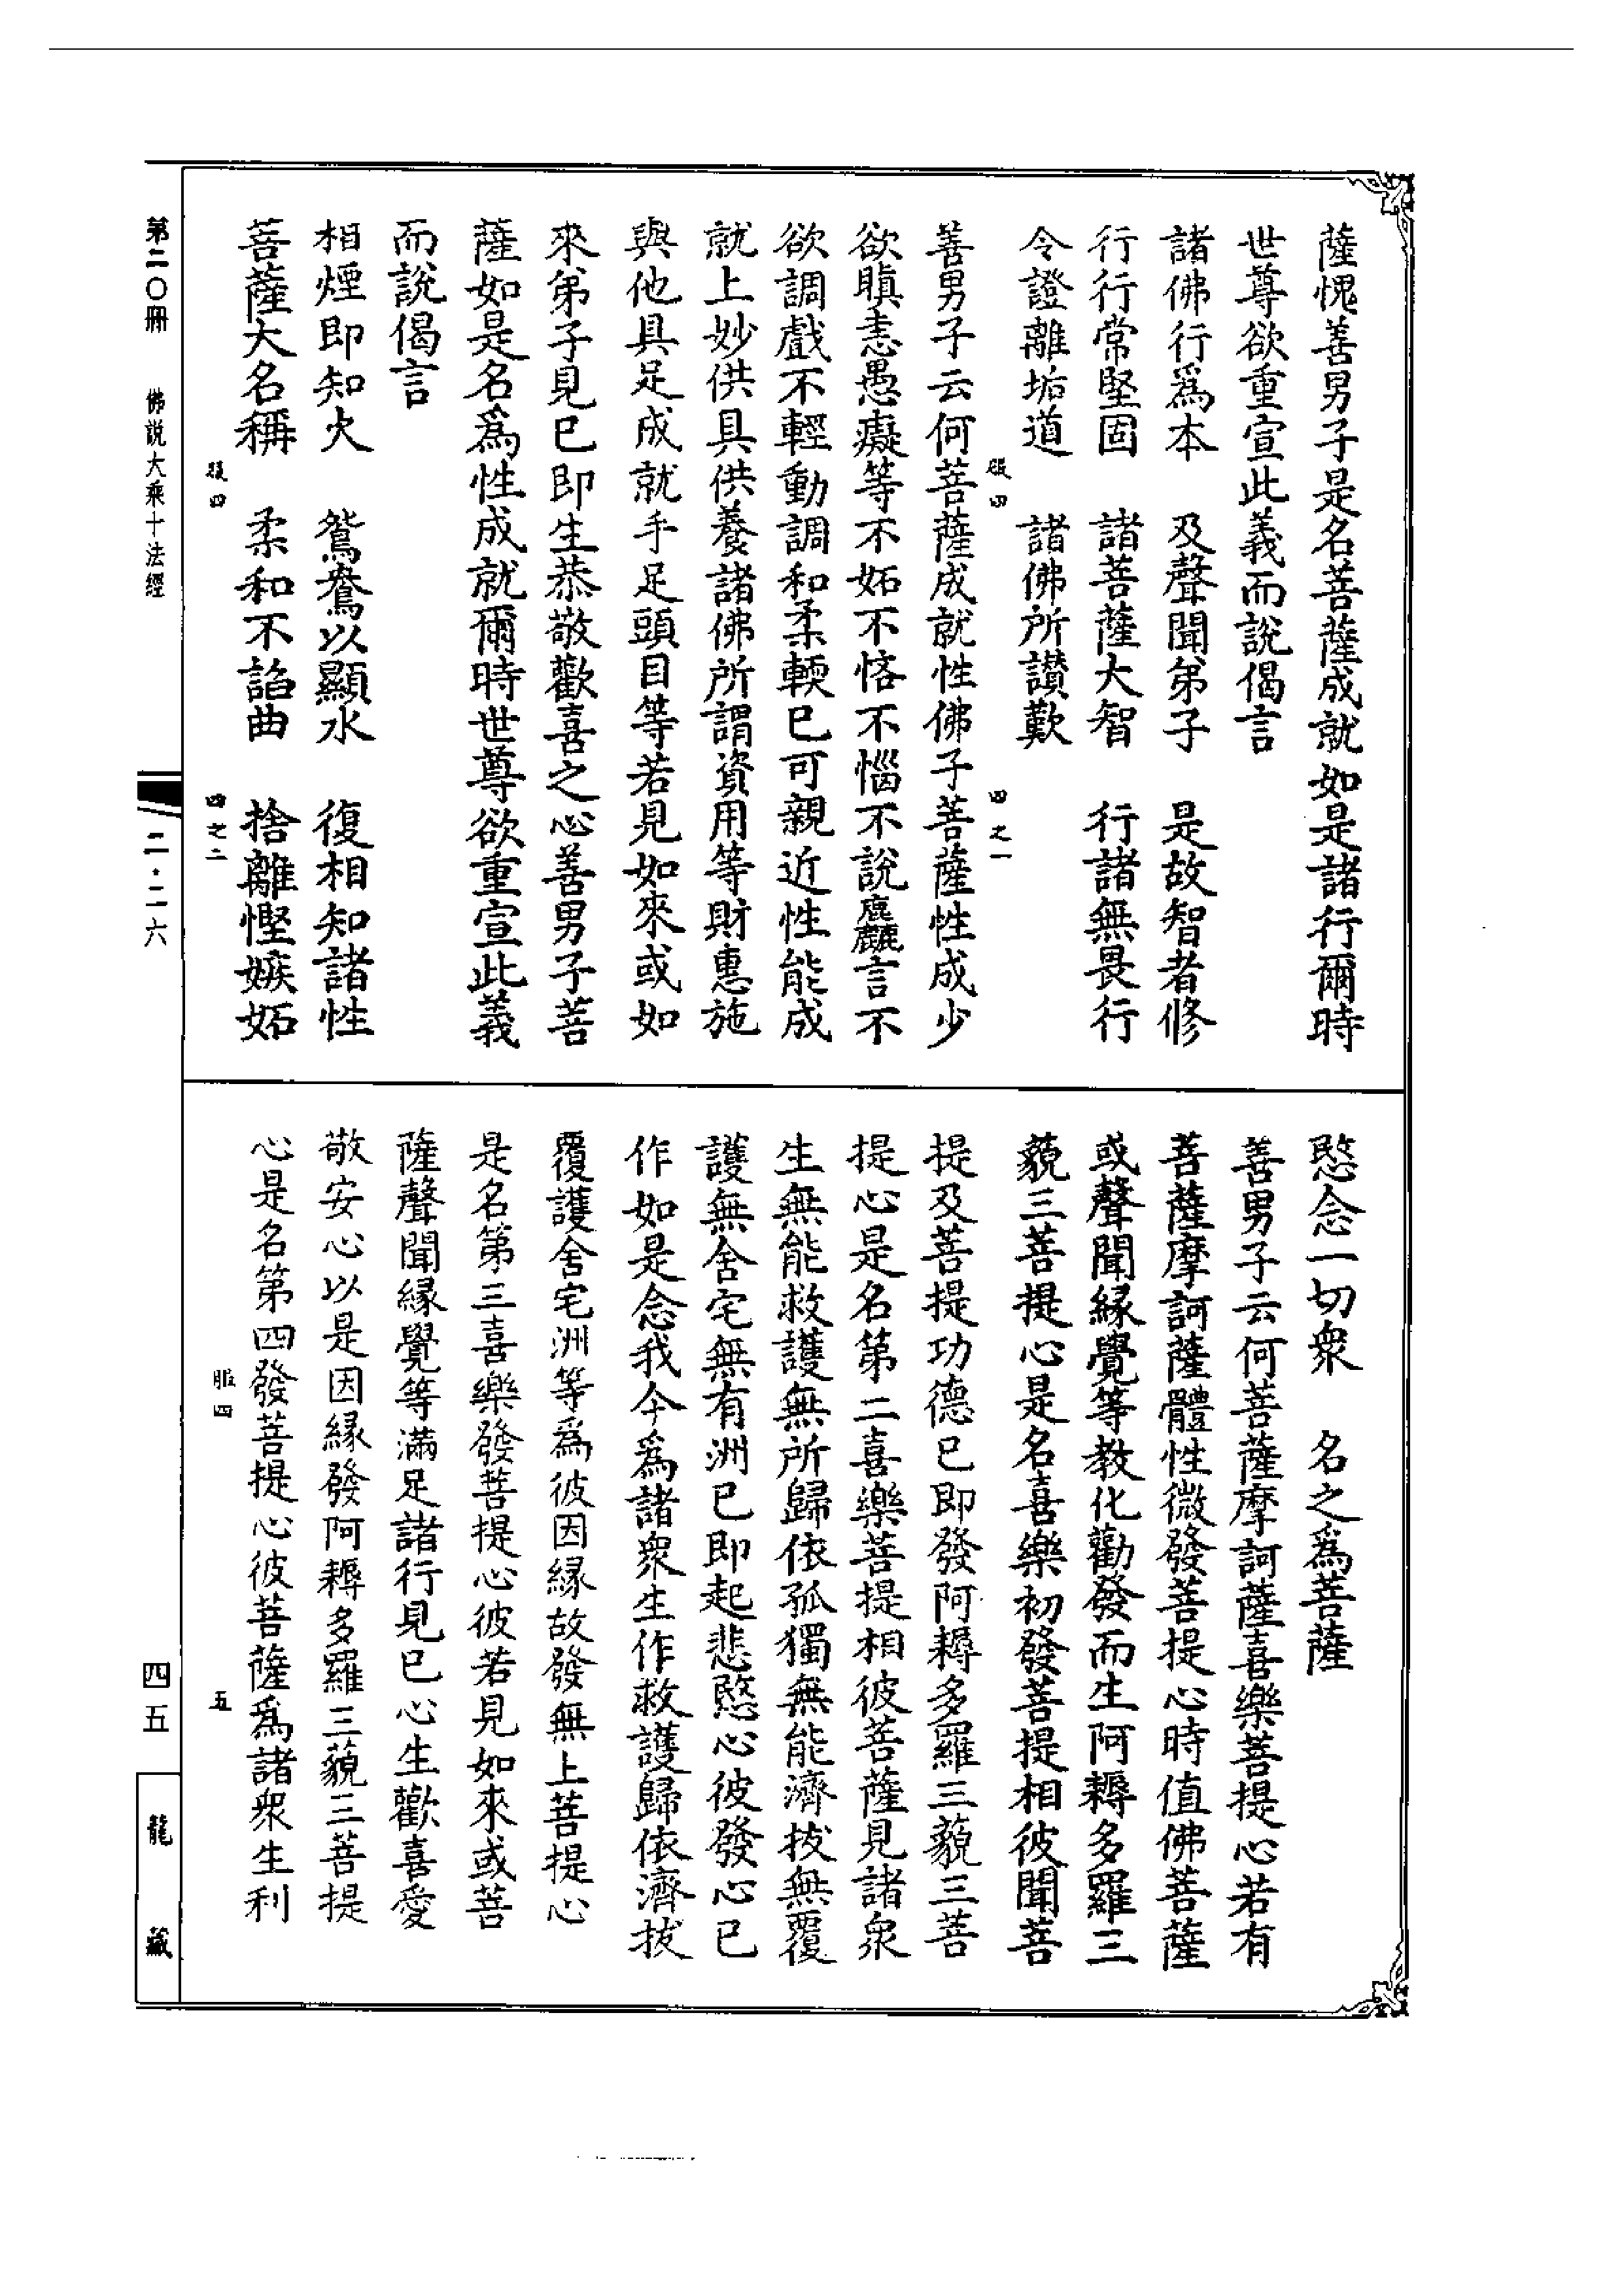 薩愧善男子是名菩薩成就如是諸行爾時
世尊欲重宣此義而說偈言
諸佛行爲本　及聲聞弟子　是故智者修
行行常堅固　諸菩薩大智　行諸無畏行
令證離垢道　諸佛所讃歎
服四　四之一
善男子云何菩薩成就性佛子菩薩性成少
欲瞋恚愚癡等不妬不悋不惱不說麤言不
欲調戲不輕動調和柔輭已可親近性能成
就上妙供具供養諸佛所謂資用等財惠施
與他具足成就手足頭目等若見如來或如
來弟子見已即生恭敬歡喜之心善男子菩
薩如是名爲性成就爾時世尊欲重宣此義
而說偈言
相煙即知火　鴛鴦以顯水　復相知諸性
菩薩大名稱　柔和不諂曲　捨離慳嫉妬
服四　四之二
愍念一切衆　名之爲菩薩
善男子云何菩薩摩訶薩喜樂菩提心若有
菩薩摩訶薩體性微發菩提心時值佛菩薩
或聲聞緣覺等教化勸發而生阿耨多羅三
藐三菩提心是名喜樂初發菩提相彼聞菩
提及菩提功德已即發阿耨多羅三藐三菩
提心是名第二喜樂菩提相彼菩薩見諸衆
生無能救護無所歸依孤獨無能濟拔無覆
護無舍宅無有洲已即起悲愍心彼發心已
作如是念我今爲諸衆生作救護歸依濟拔
覆護舍宅洲等爲彼因緣故發無上菩提心
是名第三喜樂發菩提心彼若見如來或菩
薩聲聞緣覺等滿足諸行見已心生歡喜愛
敬安心以是因緣發阿耨多羅三藐三菩提
心是名第四發菩提心彼菩薩爲諸衆生利
服四　五
第二〇冊　佛說大乘十法經　二·二六　四五　龍藏